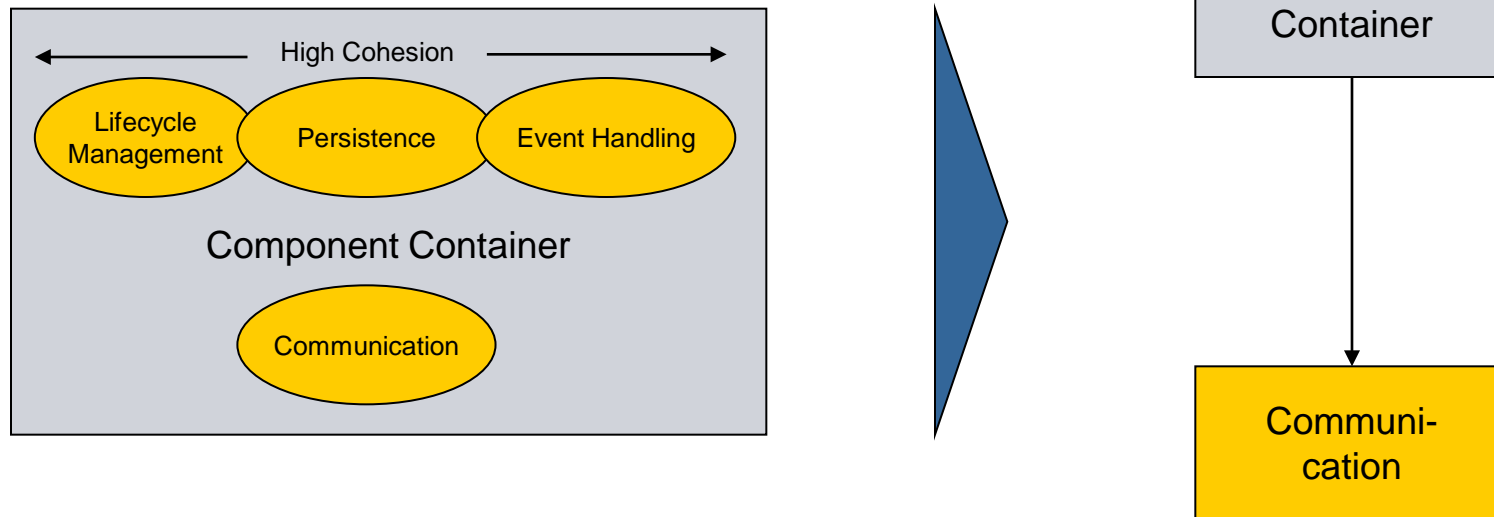 High Cohesion
Lifecycle
Management
Persistence
Event Handling
Component Container
Communication
Container
Communi-
cation